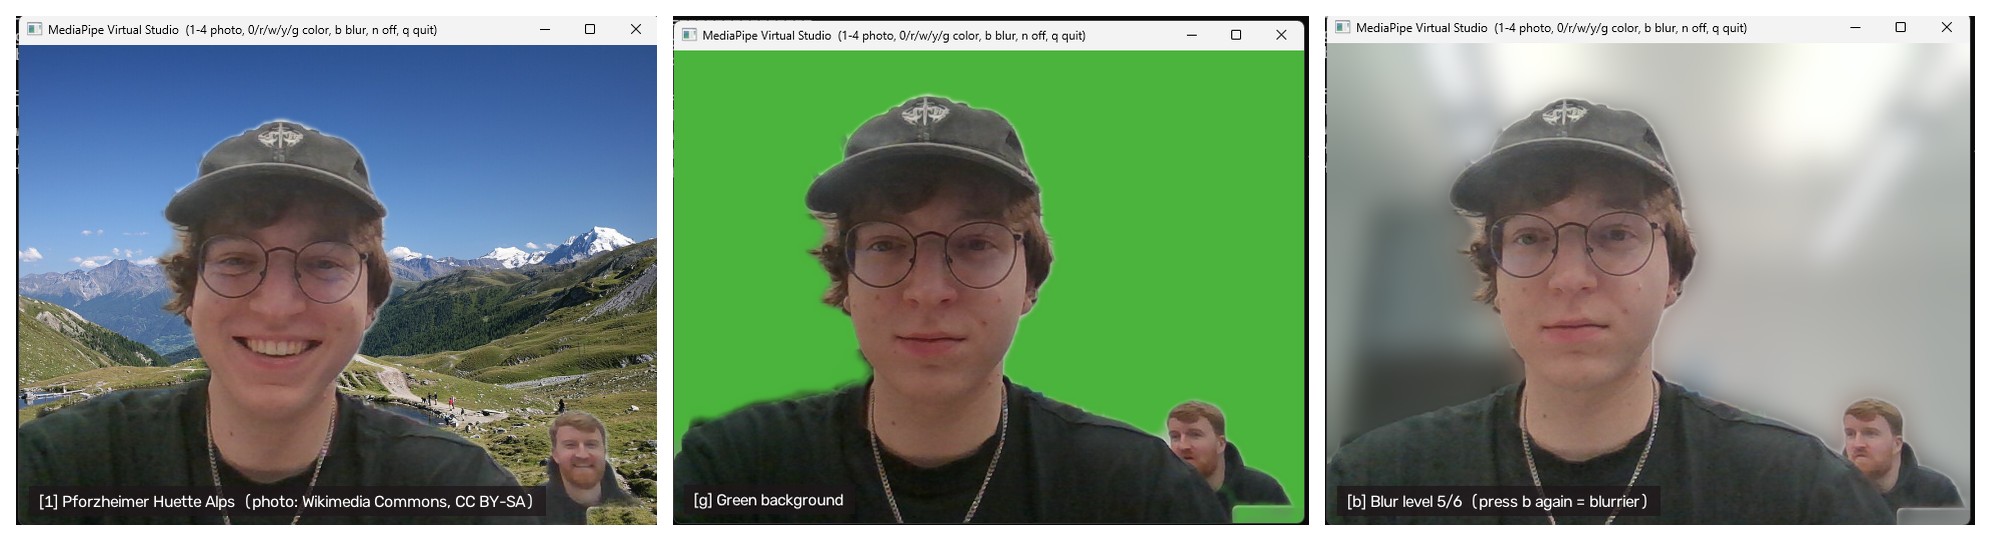 MediaPipe Virtual Studio (1-4 photo, 0/r/w/y/g color, b blur, n off, q quit)
[1] Pforzheimer Huette Alps (photo: Wikimedia Commons, CC BY-SA)
MediaPipe Virtual Studio (1-4 photo, 0/r/w/y/g color, b blur, n off, q quit)
[g] Green background
MediaPipe Virtual Studio (1-4 photo, 0/r/w/y/g color, b blur, n off, q quit)
[b] Blur level 5/6 (press b again = blurrier)